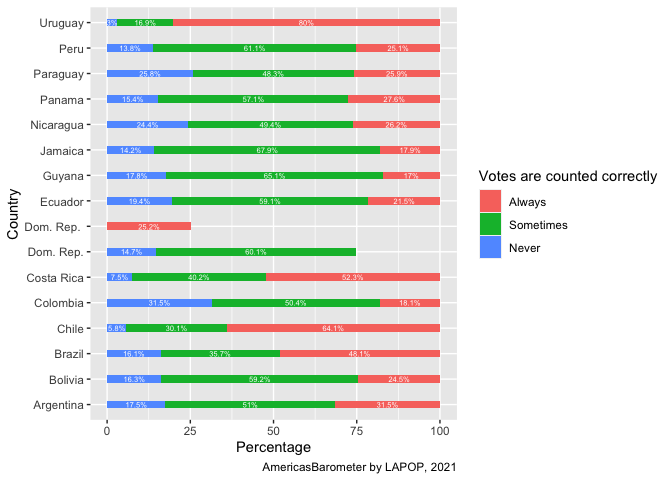 Uruguay 3% 16.9% 80%
Peru 13.8% 61.1% 25.1%
Paraguay 25.8% 48.3% 25.9%
Panama 15.4% 57.1% 27.6%
Nicaragua 24.4% 49.4% 26.2%
Jamaica 14.2% 67.9% 17.9%
Guyana 17.8% 65.1% 17%
Ecuador 19.4% 59.1% 21.5%
Dom. Rep. 25.2%
Dom. Rep. 14.7% 60.1%
Costa Rica 7.5% 40.2% 52.3%
Colombia 31.5% 50.4% 18.1%
Chile 5.8% 30.1% 64.1%
Brazil 16.1% 35.7% 48.1%
Bolivia 16.3% 59.2% 24.5%
Argentina 17.5% 51% 31.5%
Country
0 25 50 75 100
Percentage
AmericasBarometer by LAPOP, 2021
Votes are counted correctly
Always
Sometimes
Never